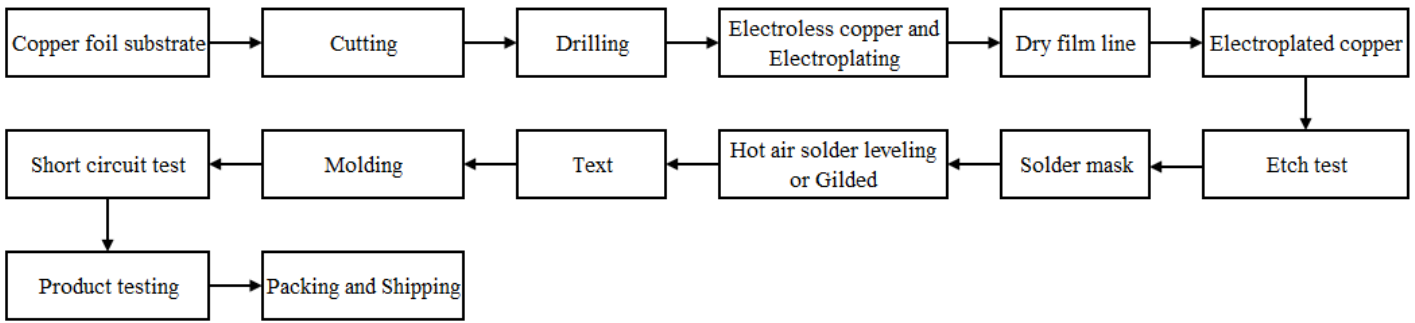 Copper foil substrate
Cutting
Drilling
Electroless copper and
Electroplating
Dry film line
Electroplated copper
Etch test
Solder mask
Hot air solder leveling
or Gilded
Text
Molding
Short circuit test
Product testing
Packing and Shipping